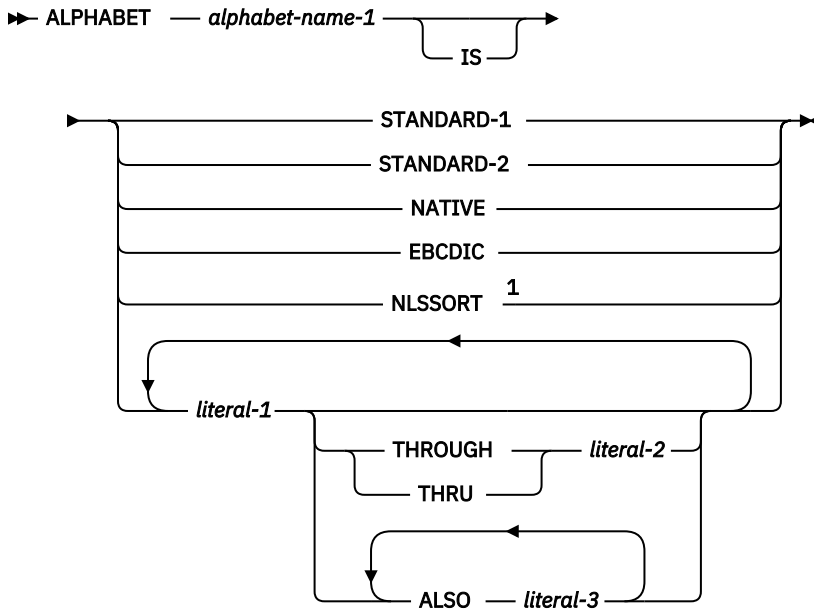 ALPHABET alphabet-name-1
IS
STANDARD-1
STANDARD-2
NATIVE
EBCDIC
NLSSORT 1
literal-1
THROUGH literal-2
THRU
ALSO literal-3